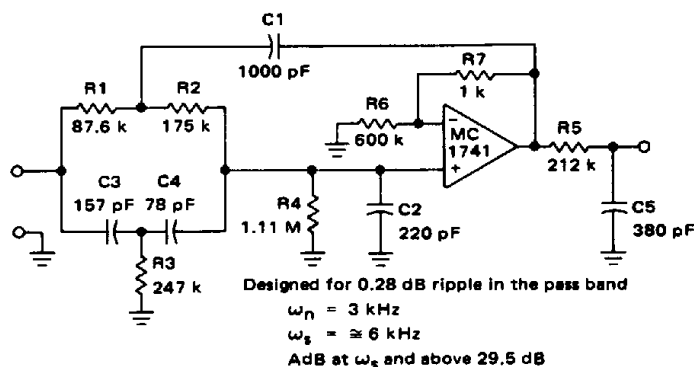 C1
1000 pF
R1
87.6 k
R2
175 k
R7
1 k
R6
600 k
−
MC
1741
+
R5
212 k
C3
157 pF
C4
78 pF
R4
1.11 M
C2
220 pF
C5
380 pF
R3
247 k
Designed for 0.28 dB ripple in the pass band
ωn = 3 kHz
ωs = ≅ 6 kHz
AdB at ωs and above 29.5 dB